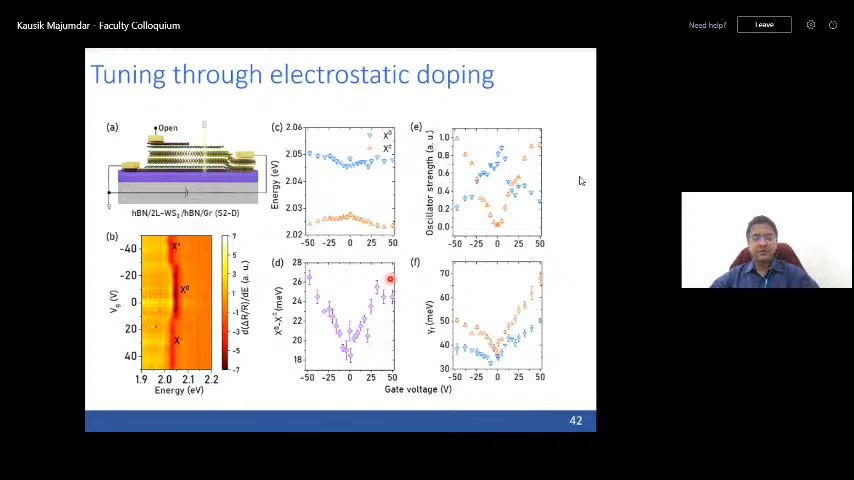 Kausik Majumdar - Faculty Colloquium
Need help?
Leave
Tuning through electrostatic doping
(a)
Open
hBN/2L-WS₂/hBN/Gr (S2-D)
(b)
X⁺
X⁰
X⁻
-40
-20
0
20
40
V_g (V)
1.9 2.0 2.1 2.2
Energy (eV)
7
5
3
1
-1
-3
-5
-7
d(ΔR/R)/dE (a. u.)
(c)
2.06
2.05
2.04
2.03
2.02
Energy (eV)
X⁰
X^±
-50 -25 0 25 50
(d)
28
26
24
22
20
18
X⁰-X^± (meV)
-50 -25 0 25 50
(e)
1.0
0.8
0.6
0.4
0.2
0.0
Oscillator strength (a. u.)
-50 -25 0 25 50
(f)
70
60
50
40
30
(meV)
-50 -25 0 25 50
Gate voltage (V)
42